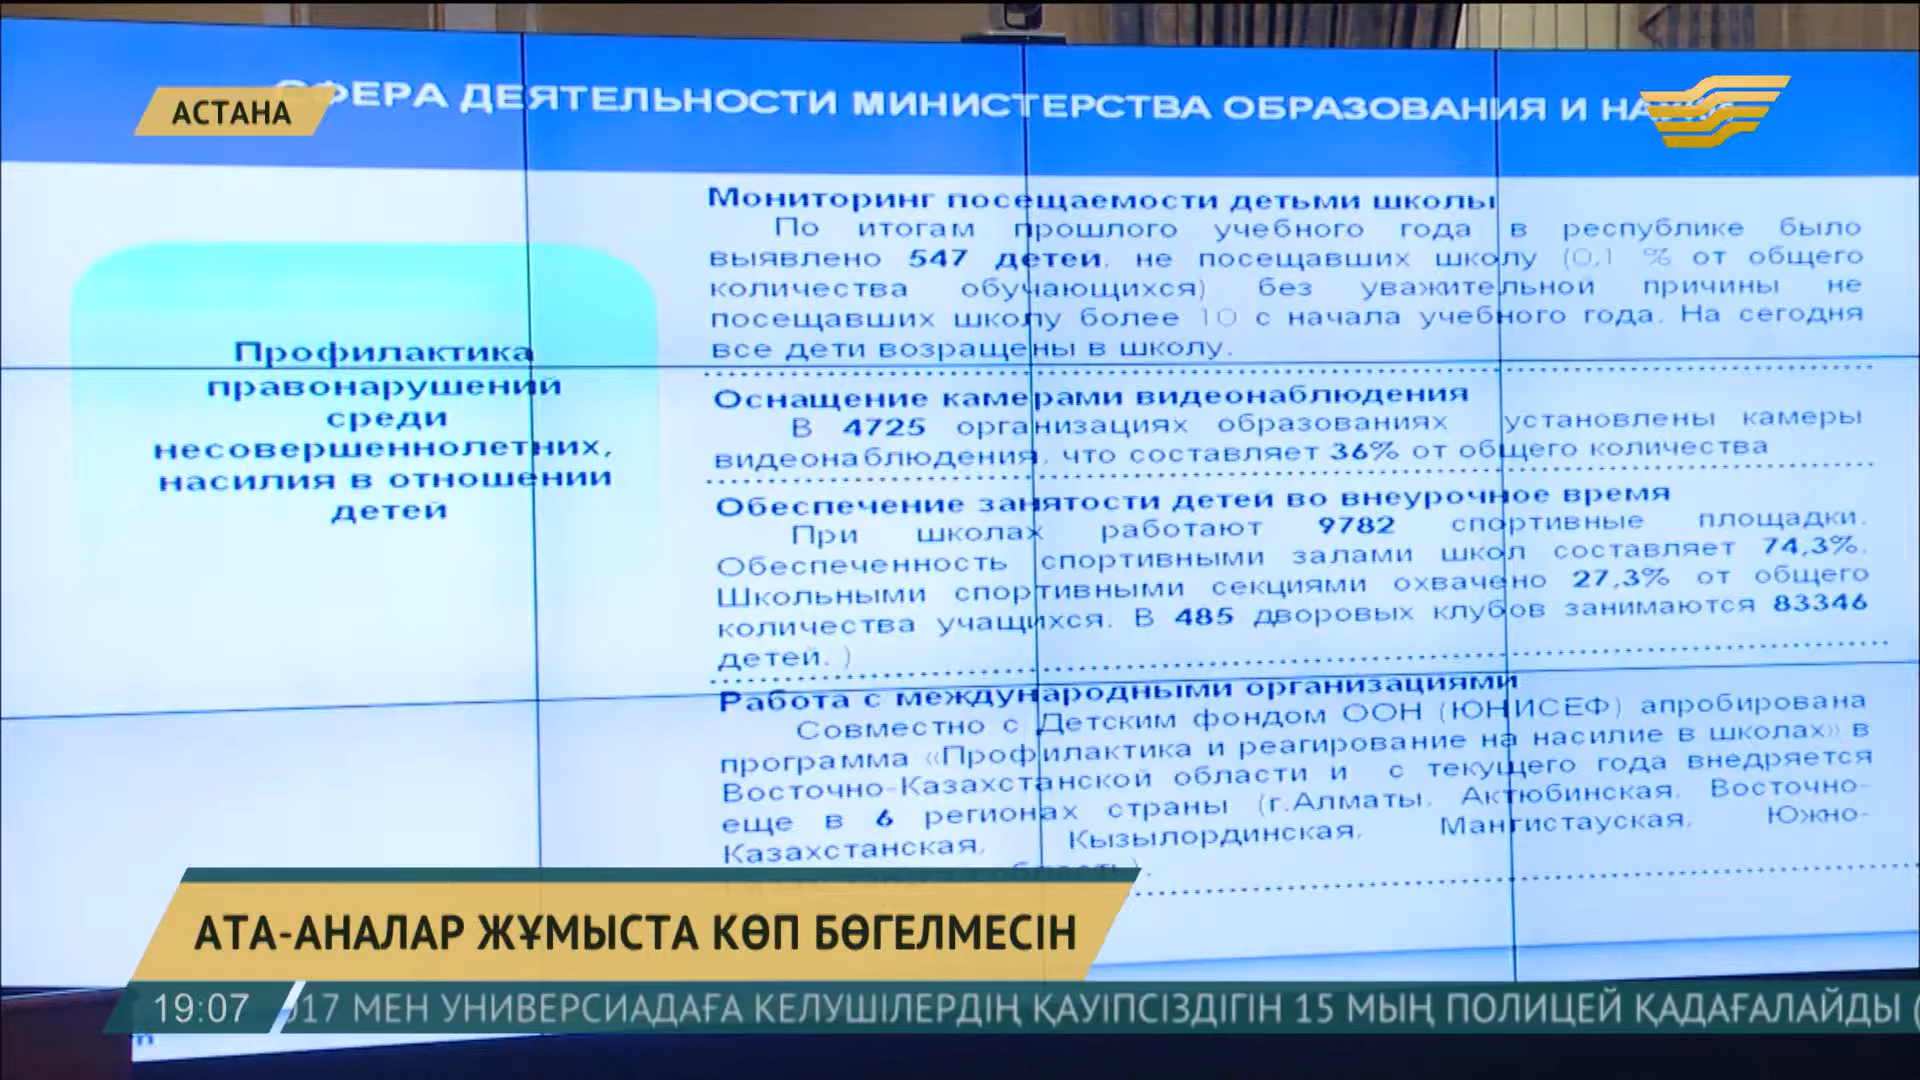 АСТАНА
СФЕРА ДЕЯТЕЛЬНОСТИ МИНИСТЕРСТВА ОБРАЗОВАНИЯ И
Профилактика
правонарушений
среди
несовершеннолетних,
насилия в отношении
детей
Мониторинг посещаемости детьми школы
По итогам прошлого учебного года в республике было
выявлено 547 детей, не посещавших школу (0,1 % от общего
количества обучающихся) без уважительной причины не
посещавших школу более 10 с начала учебного года. На сегодня
все дети возращены в школу.
Оснащение камерами видеонаблюдения
В 4725 организациях образованиях установлены камеры
видеонаблюдения, что составляет 36% от общего количества
Обеспечение занятости детей во внеурочное время
При школах работают 9782 спортивные площадки.
Обеспеченность спортивными залами школ составляет 74,3%.
Школьными спортивными секциями охвачено 27,3% от общего
количества учащихся. В 485 дворовых клубов занимаются 83346
детей. )
Работа с международными организациями
Совместно с Детским фондом ООН (ЮНИСЕФ) апробирована
программа «Профилактика и реагирование на насилие в школах» в
Восточно-Казахстанской области и с текущего года внедряется
еще в 6 регионах страны (г.Алматы, Актюбинская, Восточно-
Казахстанская, Кызылординская, Мангистауская, Южно-
АТА-АНАЛАР ЖҰМЫСТА КӨП БӨГЕЛМЕСІН
19:07 017 МЕН УНИВЕРСИАДАҒА КЕЛУШІЛЕРДІҢ ҚАУІПСІЗДІГІН 15 МЫҢ ПОЛИЦЕЙ ҚАДАҒАЛАЙДЫ (